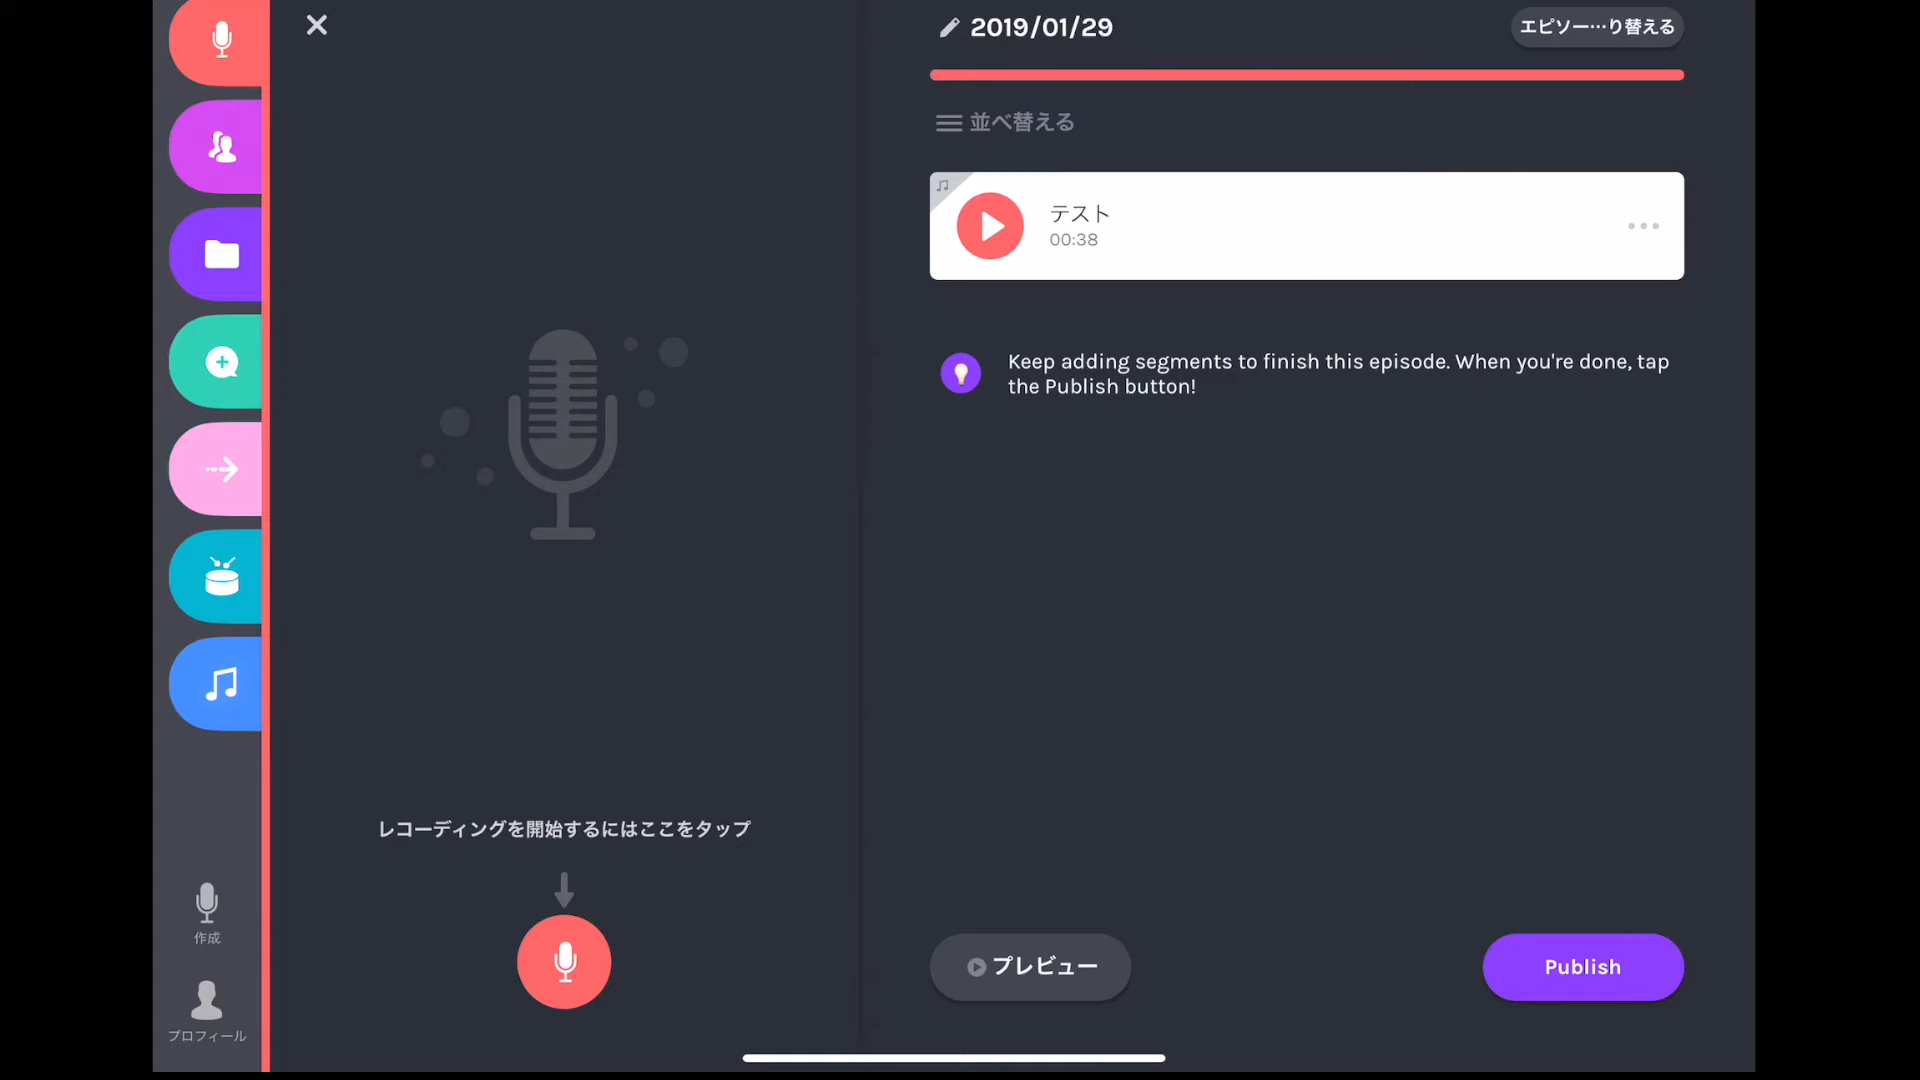 2019/01/29
エピソー…り替える
並べ替える
テスト
00:38
Keep adding segments to finish this episode. When you're done, tap
the Publish button!
レコーディングを開始するにはここをタップ
作成
プロフィール
プレビュー
Publish